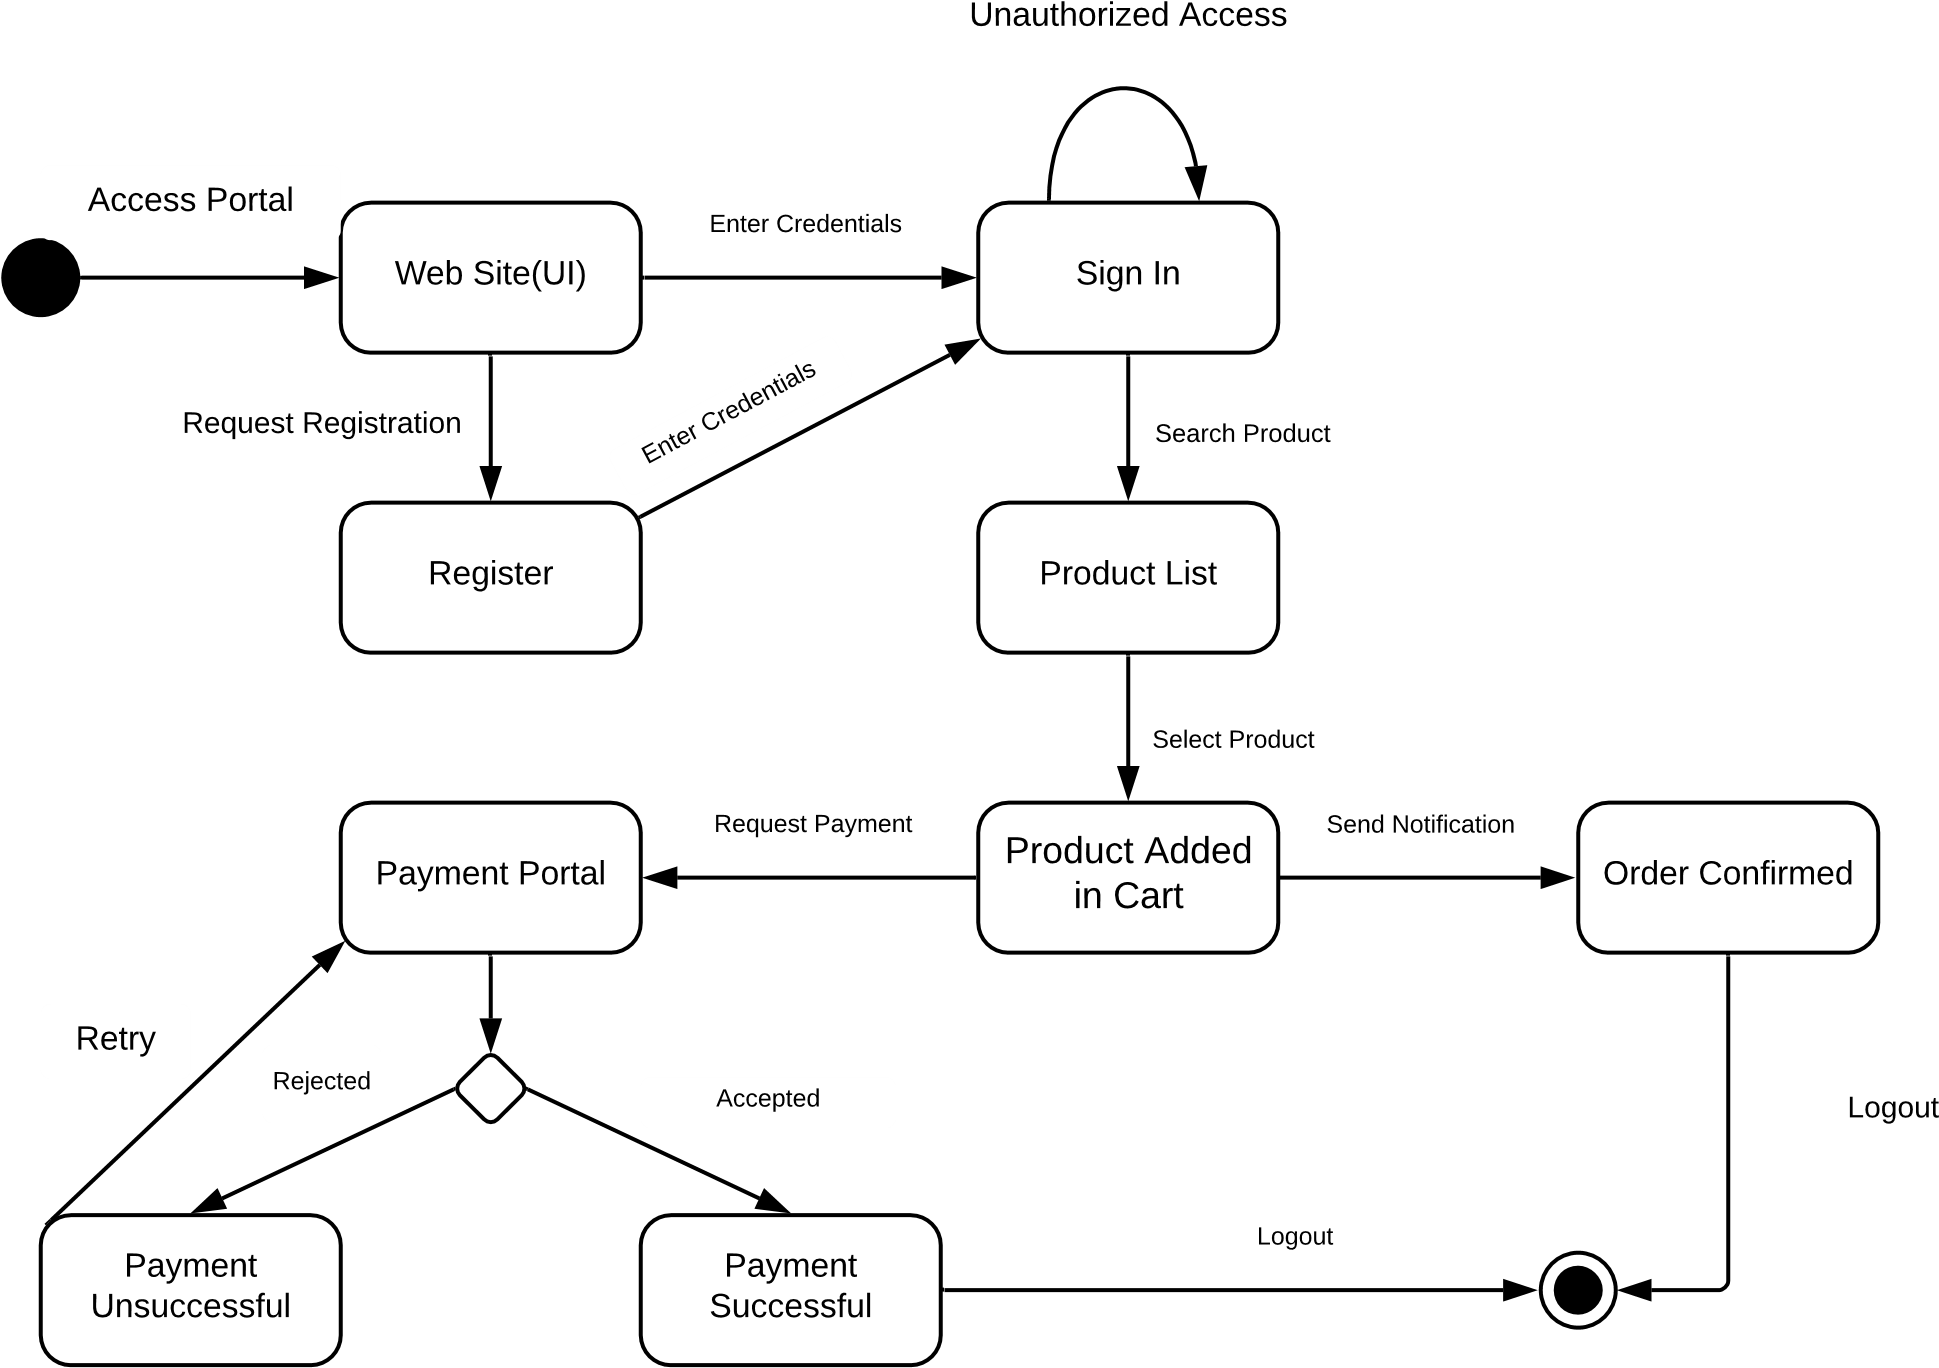 Unauthorized Access
Access Portal
Web Site(UI)
Enter Credentials
Sign In
Request Registration
Enter Credentials
Search Product
Register
Product List
Select Product
Payment Portal
Request Payment
Product Added
in Cart
Send Notification
Order Confirmed
Retry
Rejected
Accepted
Logout
Payment
Unsuccessful
Payment
Successful
Logout